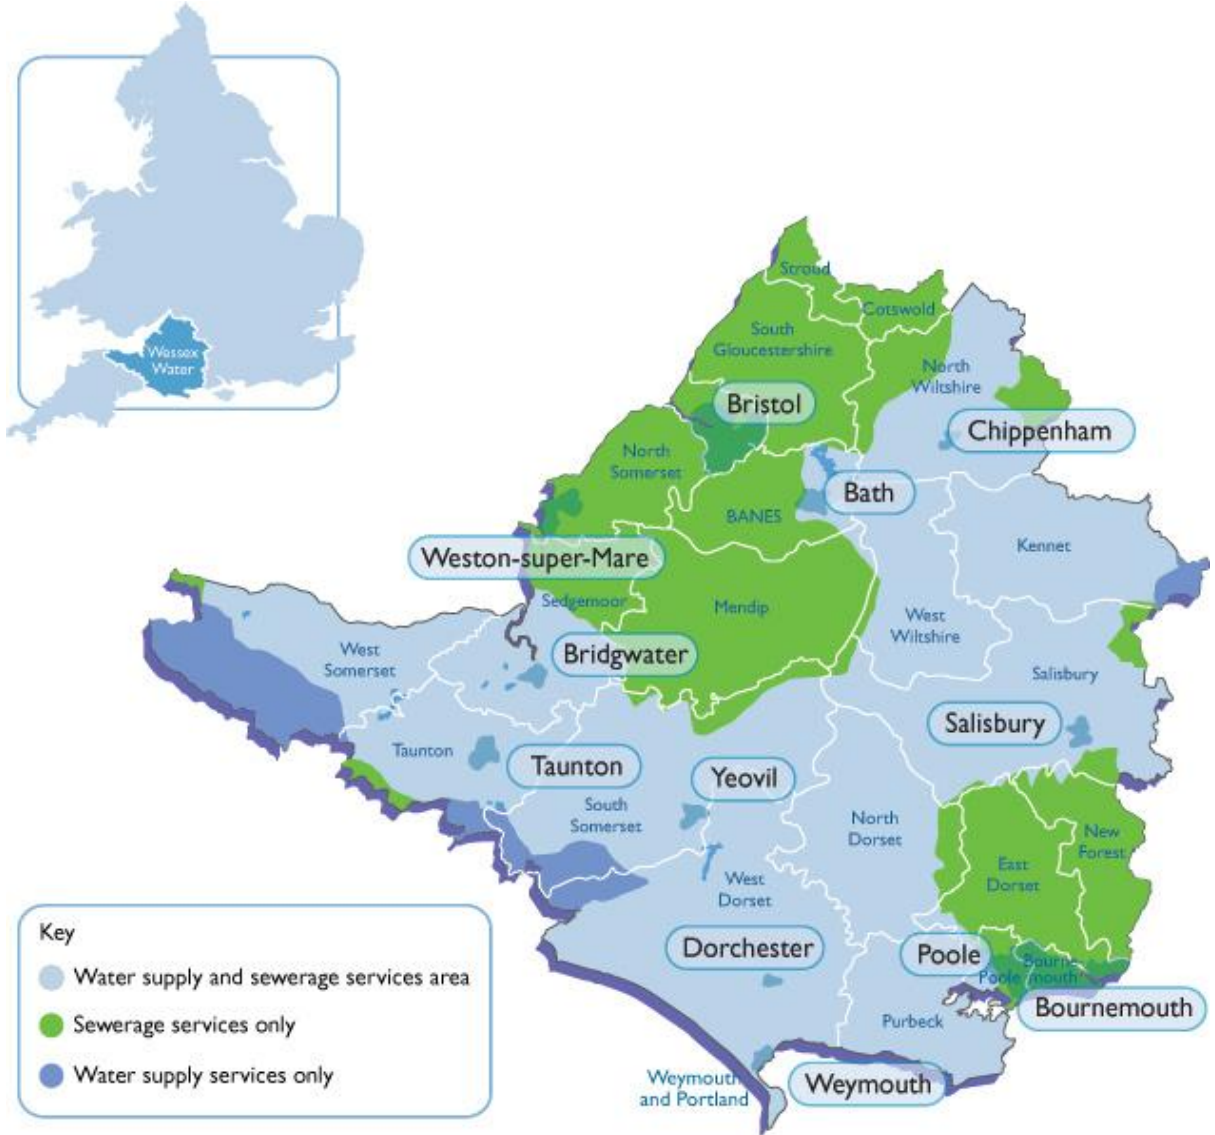 Wessex
Water
Stroud
Cotswold
South
Gloucestershire
North
Wiltshire
Bristol
Chippenham
North
Somerset
Bath
BANES
Kennet
Weston-super-Mare
Sedgemoor
Mendip
West
Wiltshire
West
Somerset
Bridgwater
Salisbury
Salisbury
Taunton
Taunton
Yeovil
South
Somerset
North
Dorset
New
Forest
East
Dorset
West
Dorset
Dorchester
Poole
Bourne
mouth
Poole
Bournemouth
Purbeck
Weymouth
and Portland
Weymouth
Key
Water supply and sewerage services area
Sewerage services only
Water supply services only